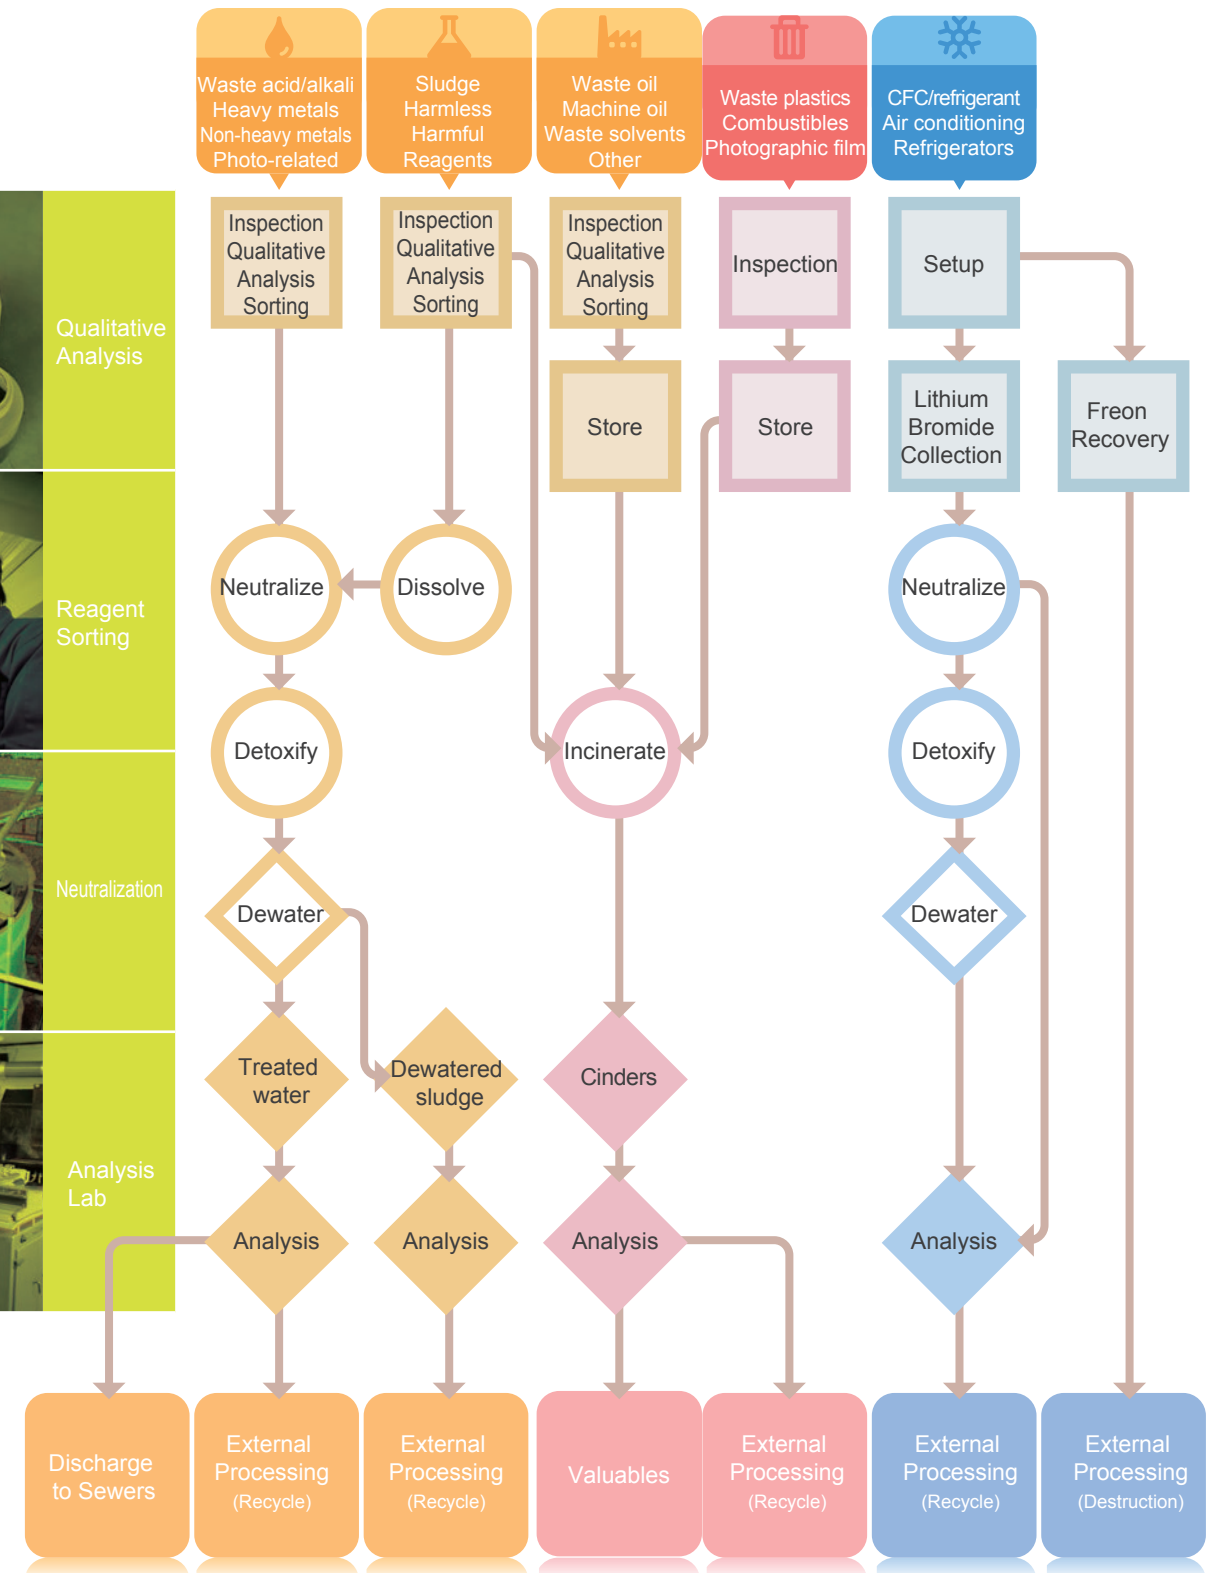 Waste acid/alkali
Heavy metals
Non-heavy metals
Photo-related
Sludge
Harmless
Harmful
Reagents
Waste oil
Machine oil
Waste solvents
Other
Waste plastics
Combustibles
Photographic film
CFC/refrigerant
Air conditioning
Refrigerators
Qualitative
Analysis
Inspection
Qualitative
Analysis
Sorting
Inspection
Qualitative
Analysis
Sorting
Inspection
Qualitative
Analysis
Sorting
Inspection
Setup
Store
Store
Lithium
Bromide
Collection
Freon
Recovery
Reagent
Sorting
Neutralize
Dissolve
Neutralize
Detoxify
Incinerate
Detoxify
Neutralization
Dewater
Dewater
Analysis
Lab
Treated
water
Dewatered
sludge
Cinders
Analysis
Analysis
Analysis
Analysis
Discharge
to Sewers
External
Processing
(Recycle)
External
Processing
(Recycle)
Valuables
External
Processing
(Recycle)
External
Processing
(Recycle)
External
Processing
(Destruction)